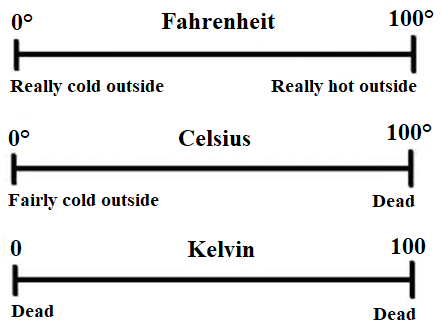 0° Fahrenheit 100°
Really cold outside Really hot outside
0° Celsius 100°
Fairly cold outside Dead
0 Kelvin 100
Dead Dead